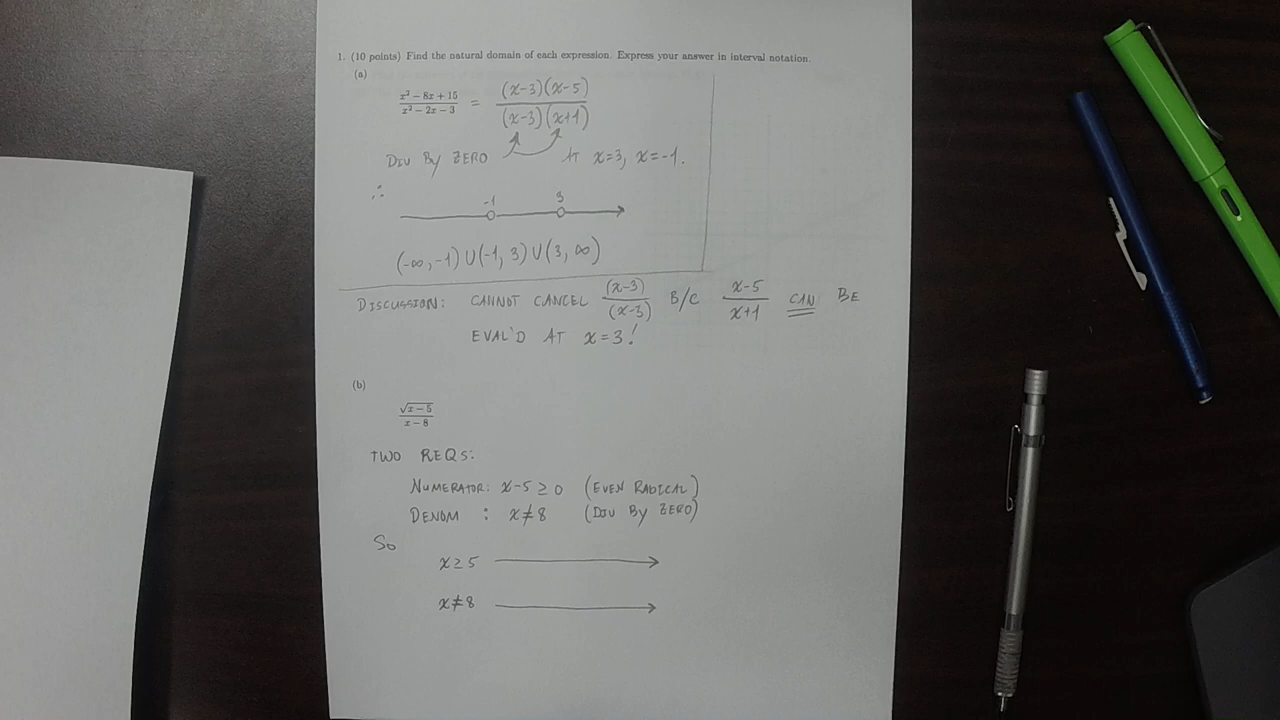 1. (10 points) Find the natural domain of each expression. Express your answer in interval notation.
(a)
x² − 8x + 15 / x² − 2x − 3 = (x-3)(x-5) / (x-3)(x+1)
DIV BY ZERO AT x=3, x=-1.
∴
-1 3
(-∞,-1) U (-1, 3) U (3, ∞)
DISCUSSION: CANNOT CANCEL (x-3)/(x-3) B/C x-5/x+1 CAN BE
EVAL'D AT x=3!
(b)
√x − 5 / x − 8
TWO REQS:
NUMERATOR: x-5 ≥ 0 (EVEN RADICAL)
DENOM : x≠8 (DIV BY ZERO)
So
x ≥ 5
x≠8